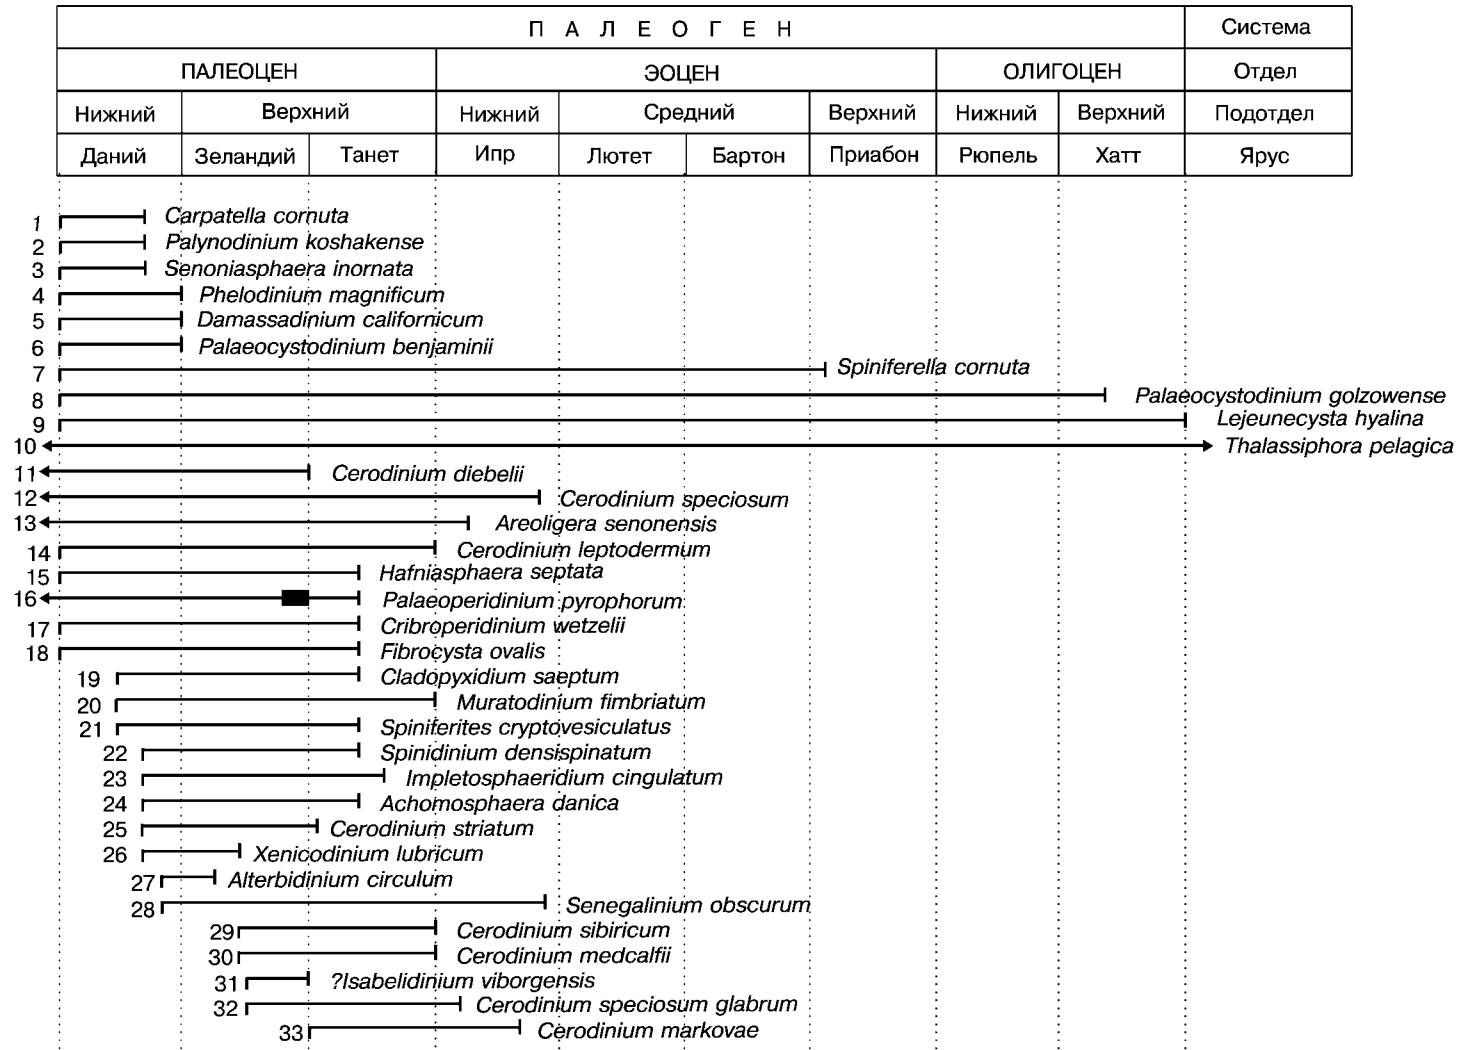 ПАЛЕОГЕН Система
ПАЛЕОЦЕН ЭОЦЕН ОЛИГОЦЕН Отдел
Нижний Верхний Нижний Средний Верхний Нижний Верхний Подотдел
Даний Зеландий Танет Ипр Лютет Бартон Приабон Рюпель Хатт Ярус
1 Carpatella cornuta
2 Palynodinium koshakense
3 Senoniasphaera inornata
4 Phelodinium magnificum
5 Damassadinium californicum
6 Palaeocystodinium benjaminii
7 Spiniferella cornuta
8 Palaeocystodinium golzowense
9 Lejeunecysta hyalina
10 Thalassiphora pelagica
11 Cerodinium diebelii
12 Cerodinium speciosum
13 Areoligera senonensis
14 Cerodinium leptodermum
15 Hafniasphaera septata
16 Palaeoperidinium pyrophorum
17 Cribroperidinium wetzelii
18 Fibrocysta ovalis
19 Cladopyxidium saeptum
20 Muratodinium fimbriatum
21 Spiniferites cryptovesiculatus
22 Spinidinium densispinatum
23 Impletosphaeridium cingulatum
24 Achomosphaera danica
25 Cerodinium striatum
26 Xenicodinium lubricum
27 Alterbidinium circulum
28 Senegalinium obscurum
29 Cerodinium sibiricum
30 Cerodinium medcalfii
31 ?Isabelidinium viborgensis
32 Cerodinium speciosum glabrum
33 Cerodinium markovae